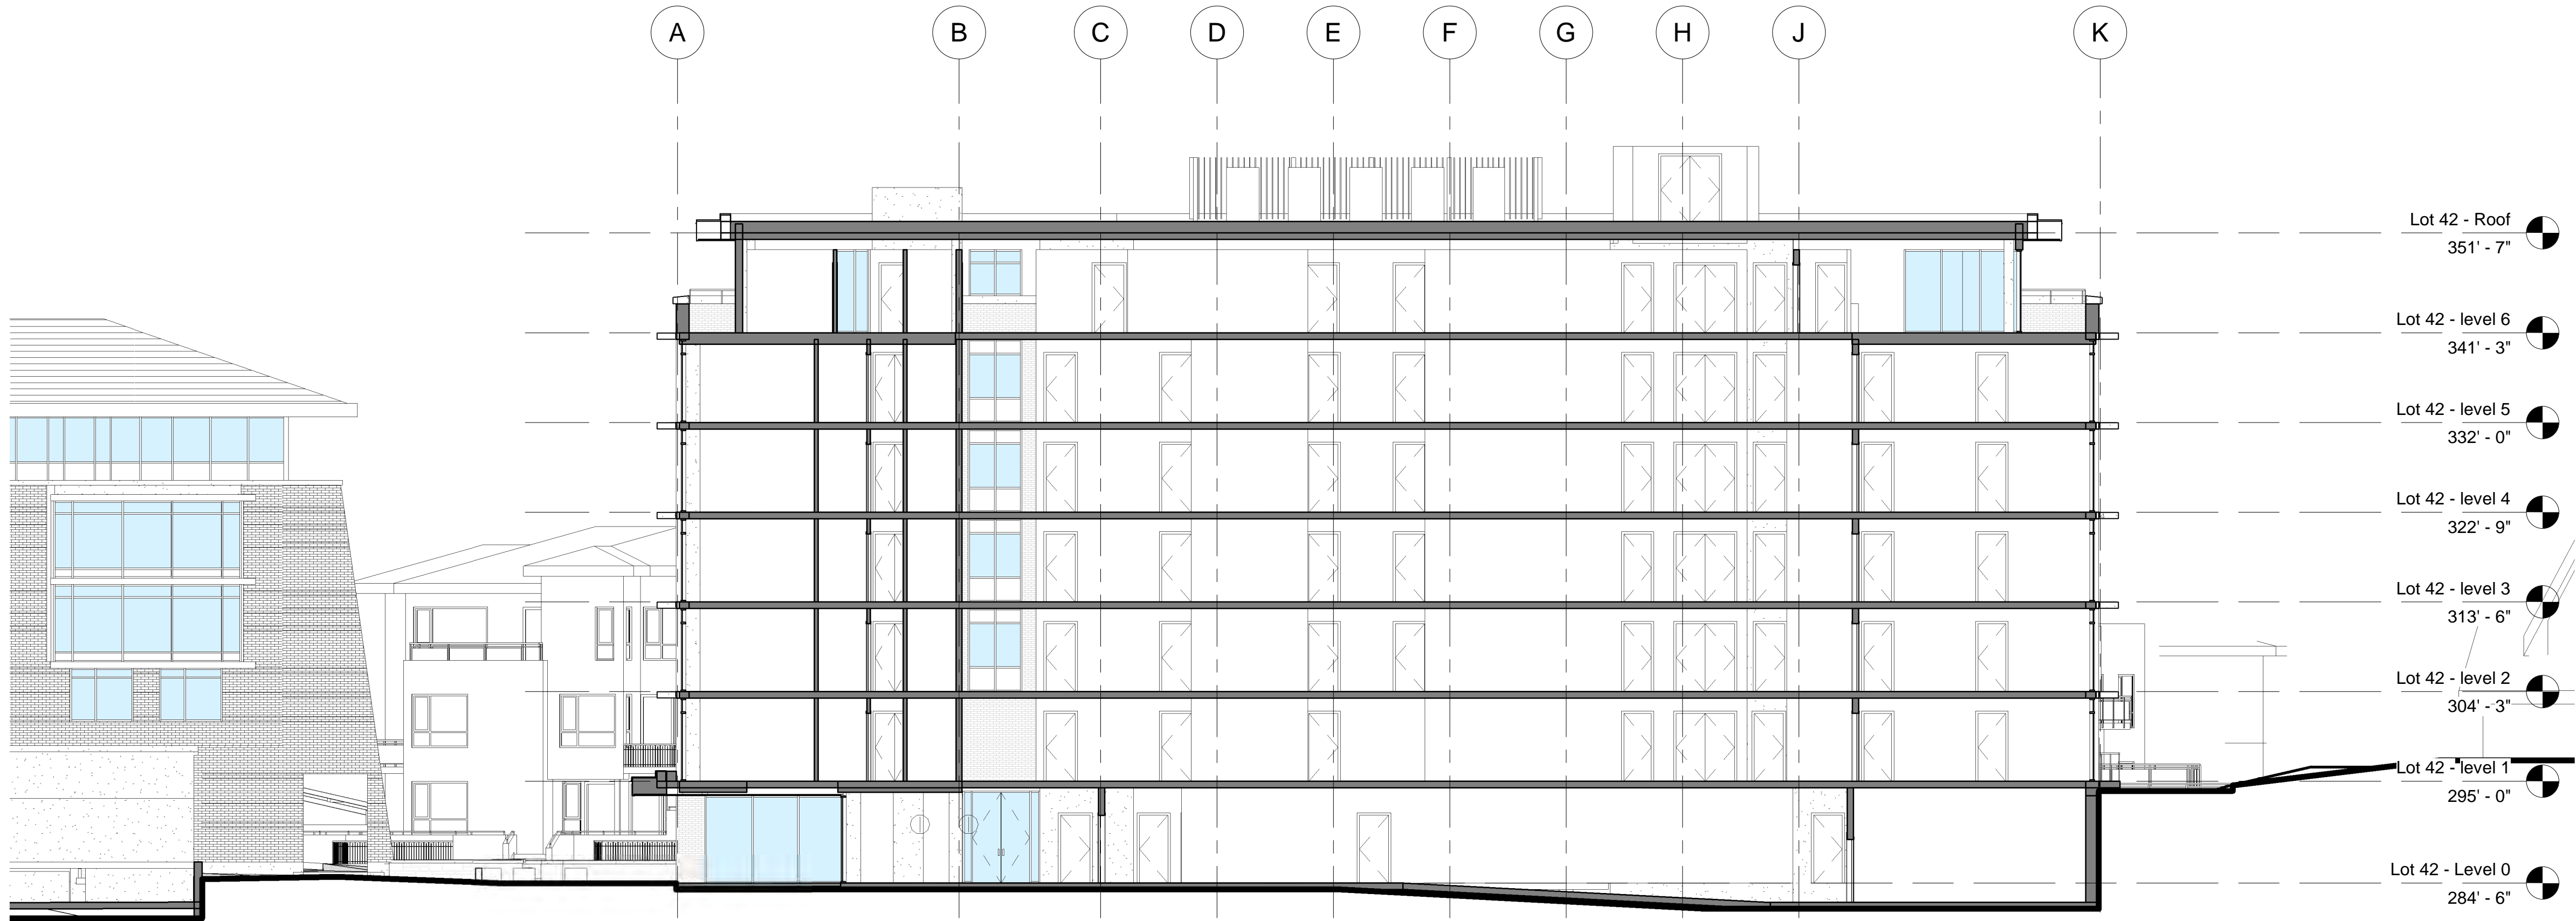 A B C D E F G H J K
Lot 42 - Roof
351' - 7"
Lot 42 - level 6
341' - 3"
Lot 42 - level 5
332' - 0"
Lot 42 - level 4
322' - 9"
Lot 42 - level 3
313' - 6"
Lot 42 - level 2
304' - 3"
Lot 42 - level 1
295' - 0"
Lot 42 - Level 0
284' - 6"